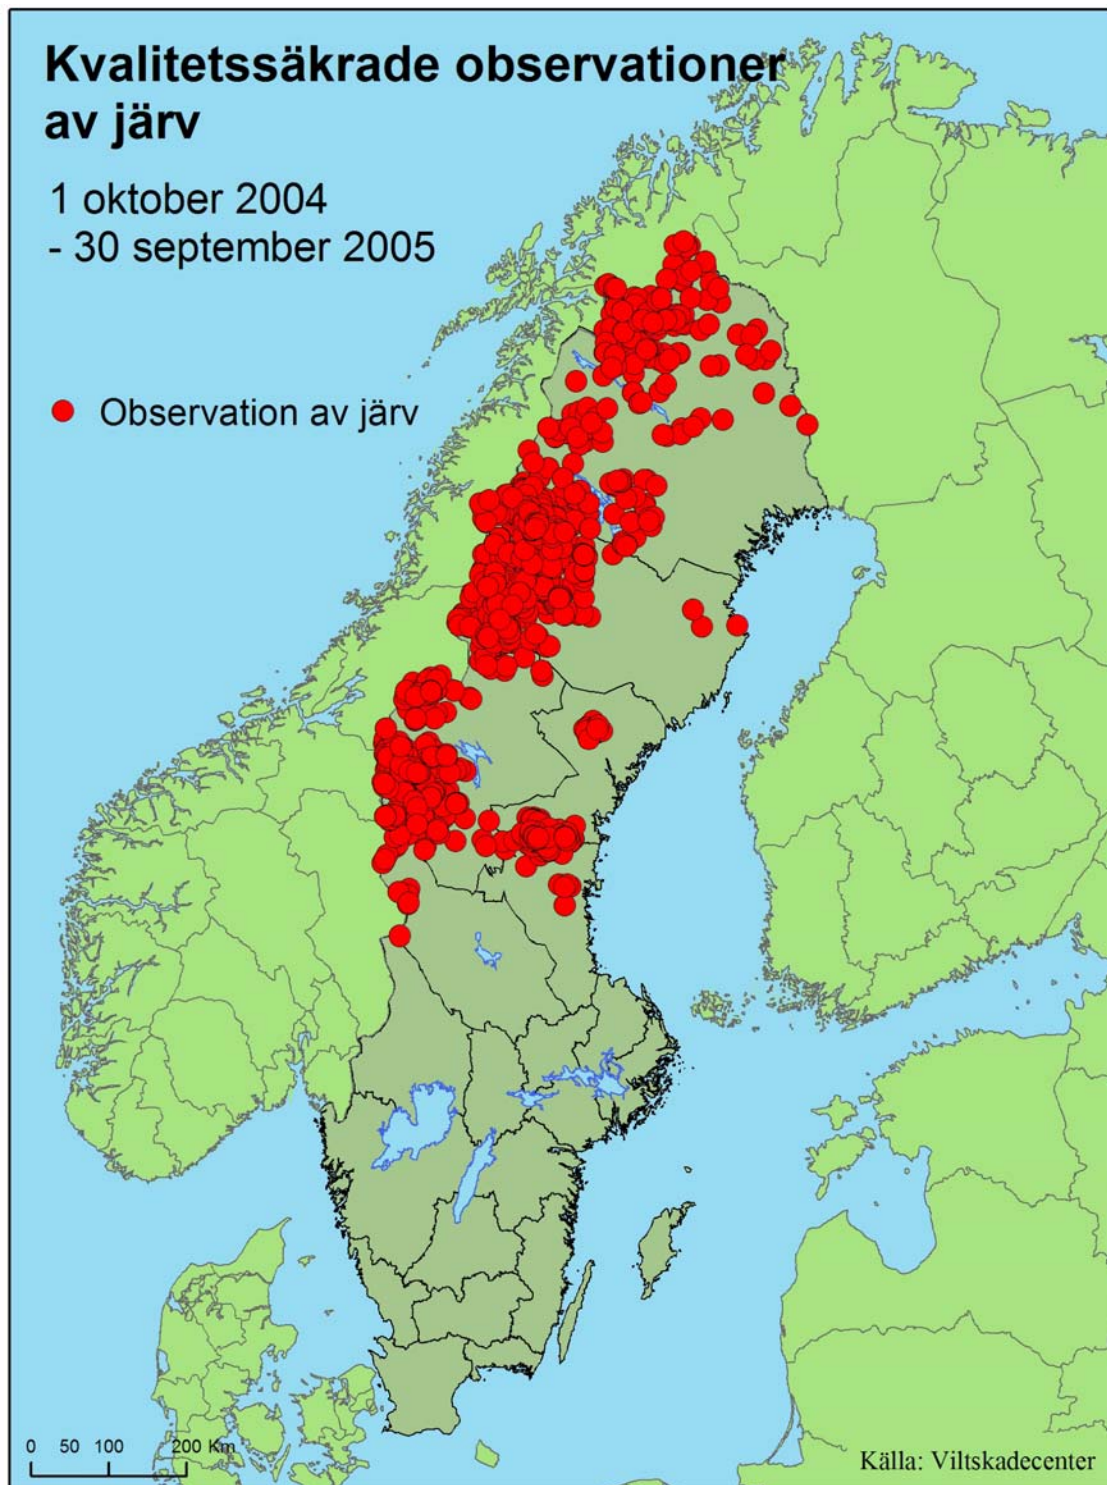 Kvalitetssäkrade observationer
av järv
1 oktober 2004
- 30 september 2005
Observation av järv
0 50 100 200 Km
Källa: Viltskadecenter